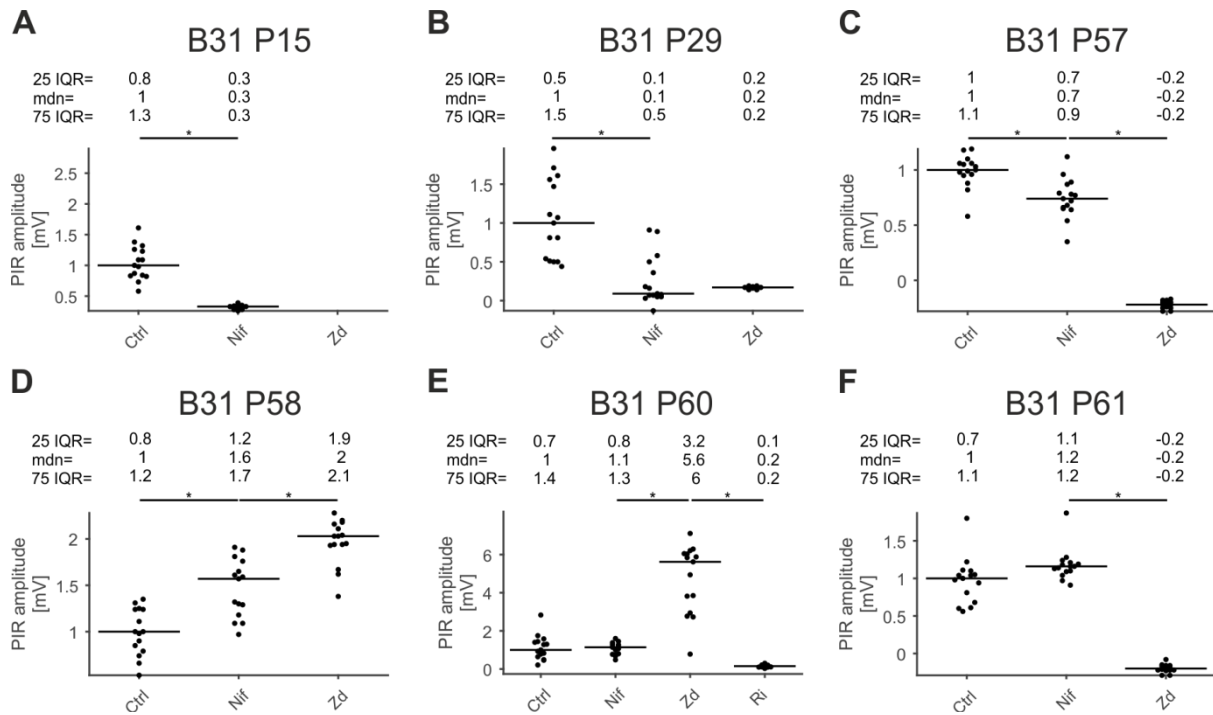 A
B31 P15
25 IQR= 0.8 0.3
mdn= 1 0.3
75 IQR= 1.3 0.3
*
PIR amplitude
[mV]
2.5
2
1.5
1
0.5
Ctrl Nif Zd
B
B31 P29
0.5 0.1 0.2
1 0.1 0.2
1.5 0.5 0.2
25 IQR=
mdn=
75 IQR=
*
PIR amplitude
[mV]
1.5
1
0.5
0
Ctrl Nif Zd
C
B31 P57
25 IQR= 1 0.7 -0.2
mdn= 1 0.7 -0.2
75 IQR= 1.1 0.9 -0.2
* *
PIR amplitude
[mV]
1
0.5
0
Ctrl Nif Zd
D
B31 P58
25 IQR= 0.8 1.2 1.9
mdn= 1 1.6 2
75 IQR= 1.2 1.7 2.1
* *
PIR amplitude
[mV]
2
1.5
1
Ctrl Nif Zd
E
B31 P60
25 IQR= 0.7 0.8 3.2 0.1
mdn= 1 1.1 5.6 0.2
75 IQR= 1.4 1.3 6 0.2
* *
PIR amplitude
[mV]
6
4
2
0
Ctrl Nif Zd Ri
F
B31 P61
25 IQR= 0.7 1.1 -0.2
mdn= 1 1.2 -0.2
75 IQR= 1.1 1.2 -0.2
*
PIR amplitude
[mV]
1.5
1
0.5
0
Ctrl Nif Zd